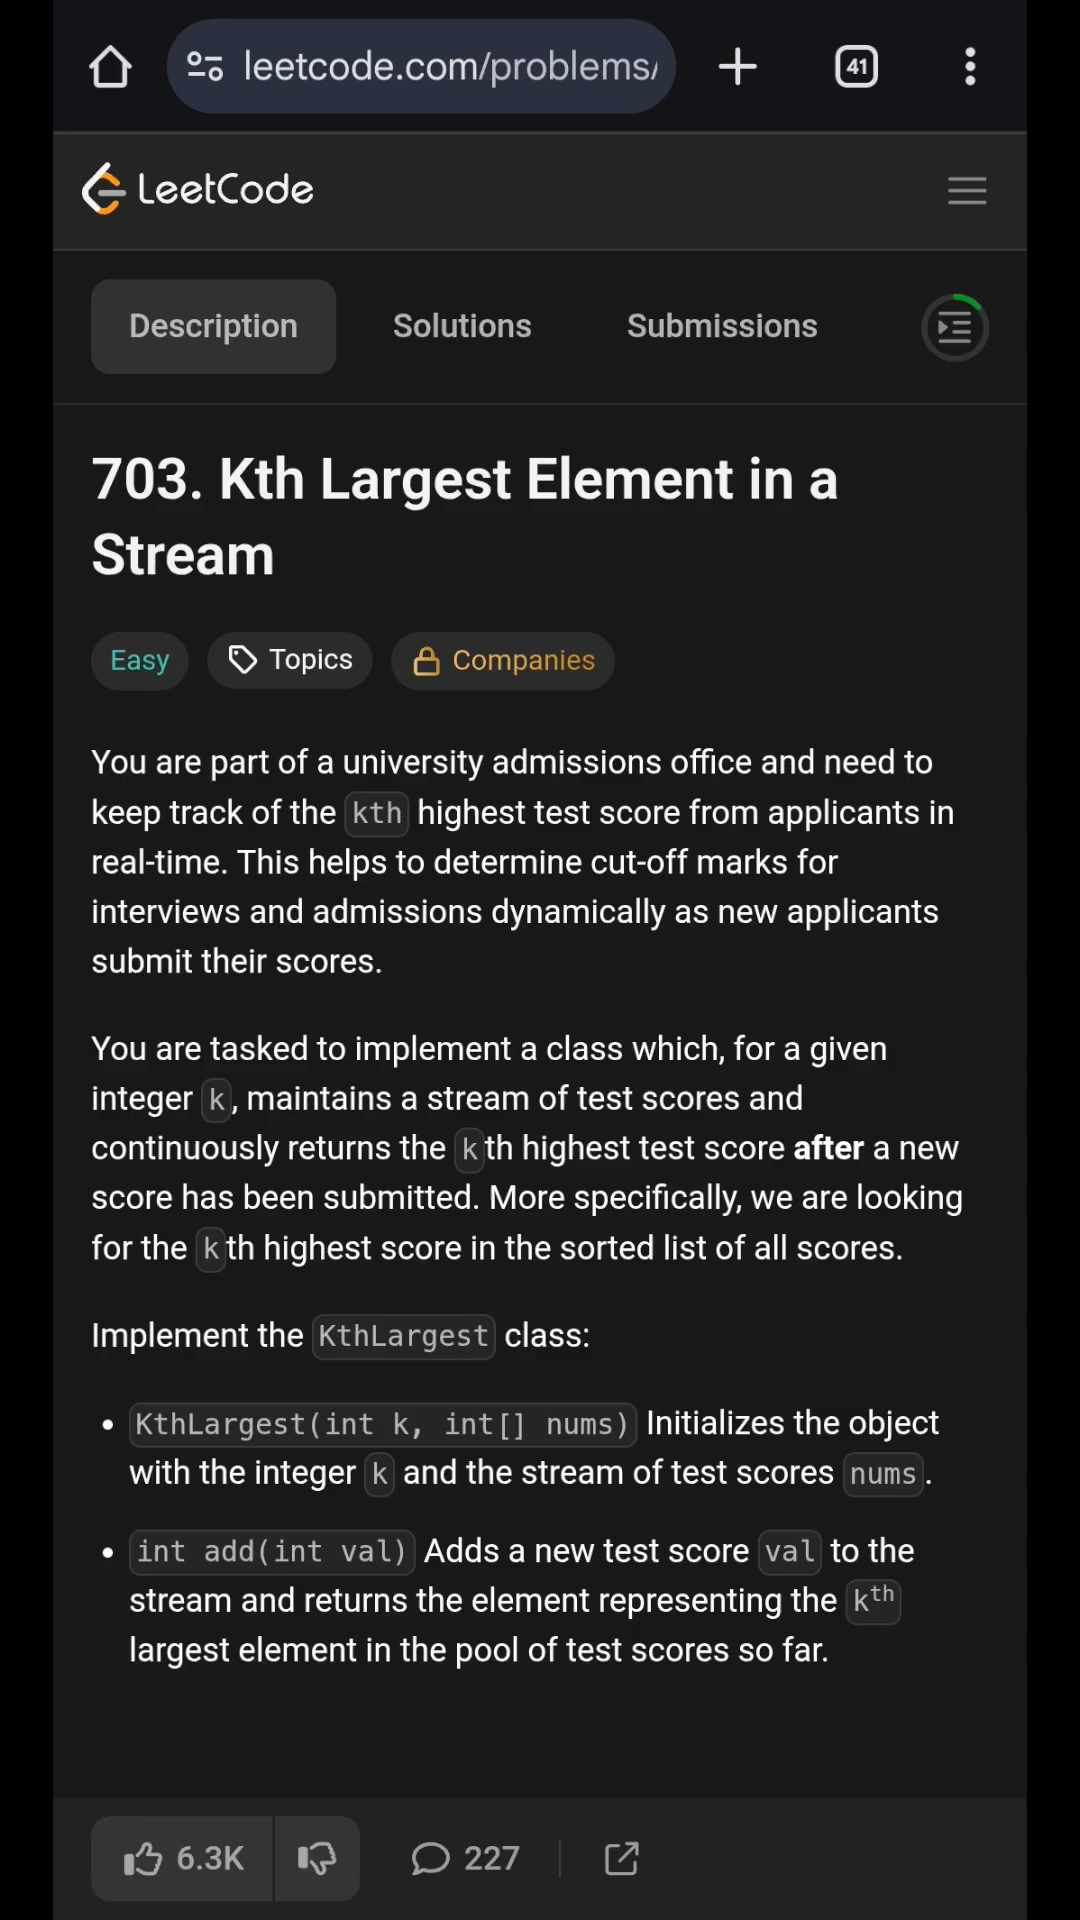 leetcode.com/problems/
41
LeetCode
Description
Solutions
Submissions
703. Kth Largest Element in a
Stream
Easy
Topics
Companies
You are part of a university admissions office and need to
keep track of the kth highest test score from applicants in
real-time. This helps to determine cut-off marks for
interviews and admissions dynamically as new applicants
submit their scores.
You are tasked to implement a class which, for a given
integer k, maintains a stream of test scores and
continuously returns the kth highest test score after a new
score has been submitted. More specifically, we are looking
for the kth highest score in the sorted list of all scores.
Implement the KthLargest class:
• KthLargest(int k, int[] nums) Initializes the object
with the integer k and the stream of test scores nums.
• int add(int val) Adds a new test score val to the
stream and returns the element representing the kth
largest element in the pool of test scores so far.
6.3K
227